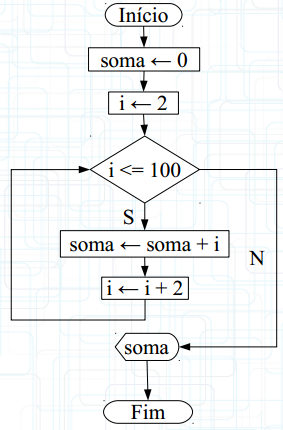 Início
soma ← 0
i ← 2
i <= 100
S
soma ← soma + i
N
i ← i + 2
soma
Fim